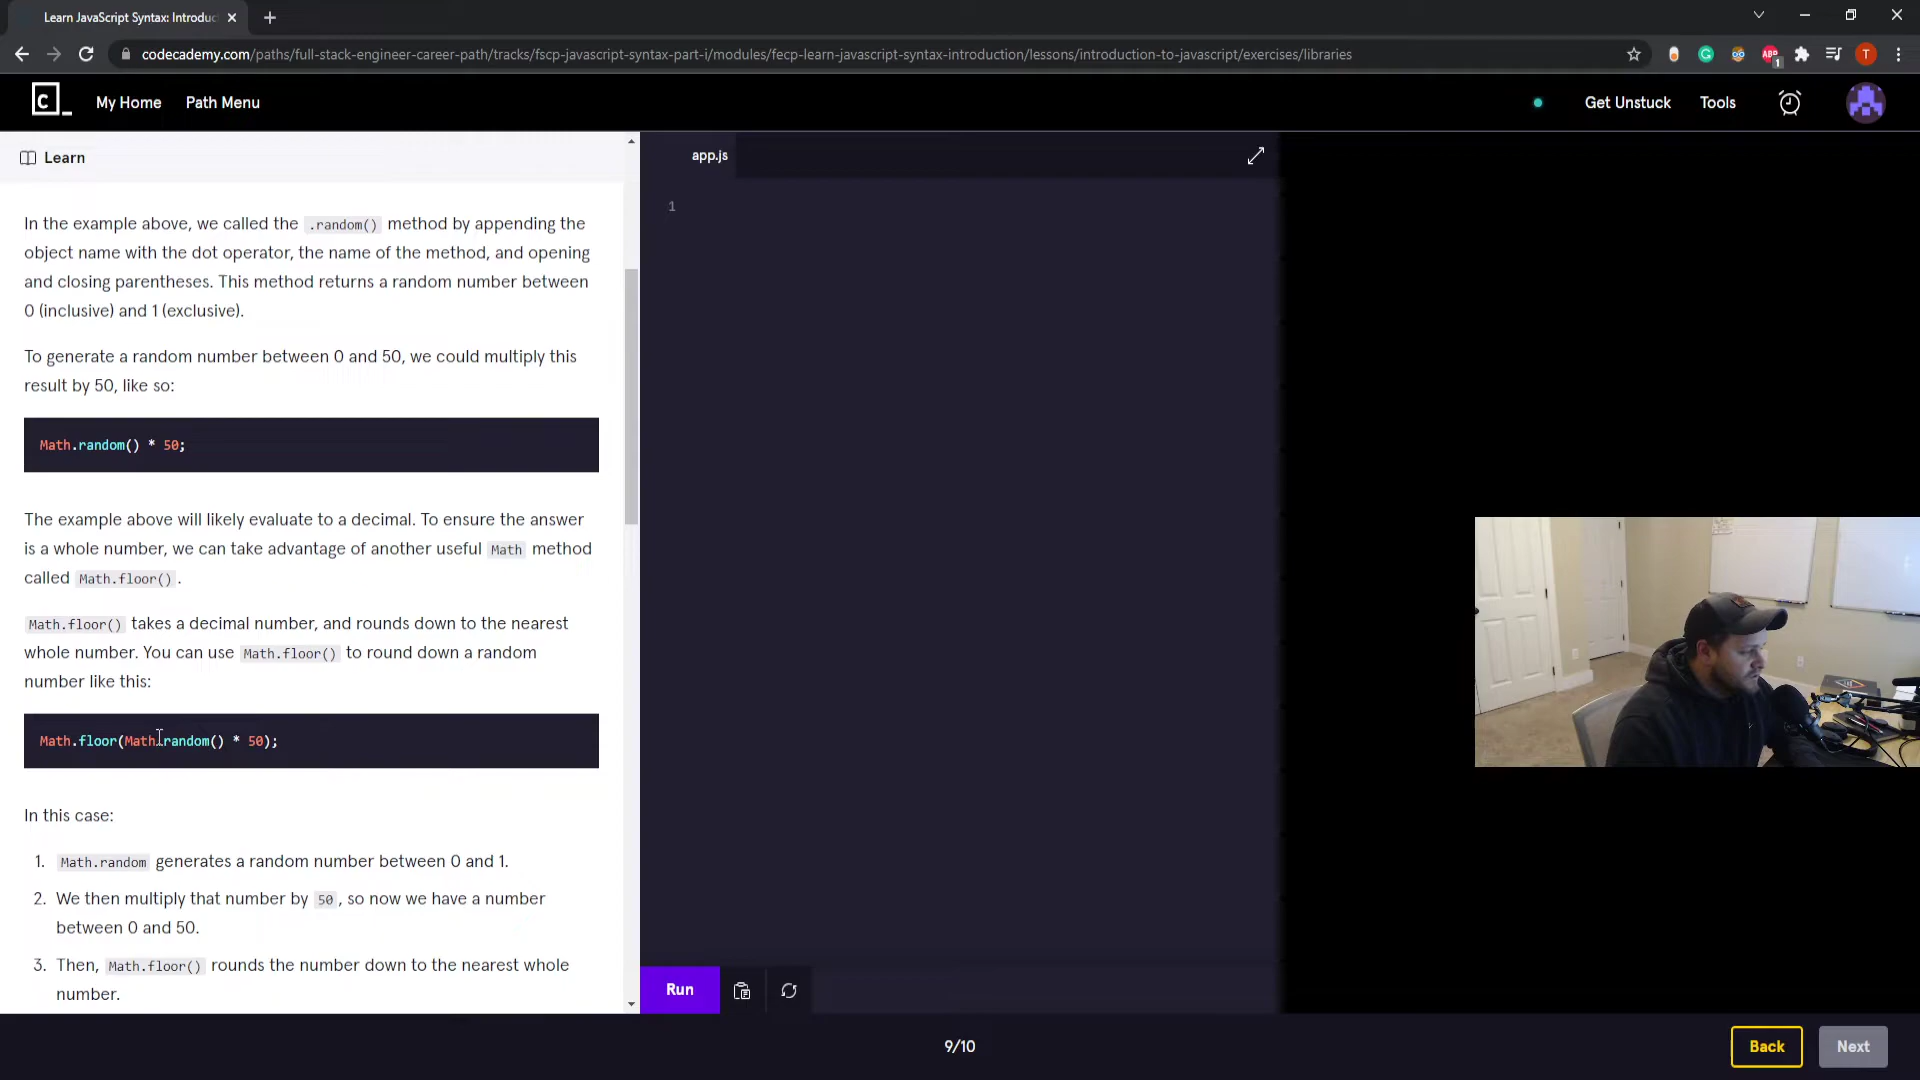 Learn JavaScript Syntax: Introduc
codecademy.com/paths/full-stack-engineer-career-path/tracks/fscp-javascript-syntax-part-i/modules/fecp-learn-javascript-syntax-introduction/lessons/introduction-to-javascript/exercises/libraries
ABP
1
T
C_
My Home
Path Menu
Get Unstuck
Tools
Learn
In the example above, we called the .random() method by appending the
object name with the dot operator, the name of the method, and opening
and closing parentheses. This method returns a random number between
0 (inclusive) and 1 (exclusive).
To generate a random number between 0 and 50, we could multiply this
result by 50, like so:
Math.random() * 50;
The example above will likely evaluate to a decimal. To ensure the answer
is a whole number, we can take advantage of another useful Math method
called Math.floor() .
Math.floor() takes a decimal number, and rounds down to the nearest
whole number. You can use Math.floor() to round down a random
number like this:
Math.floor(Math.random() * 50);
In this case:
1. Math.random generates a random number between 0 and 1.
2. We then multiply that number by 50 , so now we have a number
between 0 and 50.
3. Then, Math.floor() rounds the number down to the nearest whole
number.
app.js
1
Run
9/10
Back
Next